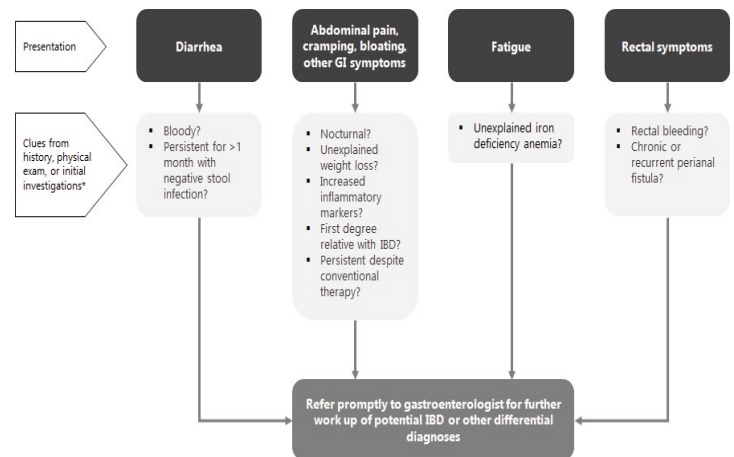 Presentation
Diarrhea
Abdominal pain,
cramping, bloating,
other GI symptoms
Fatigue
Rectal symptoms
Clues from
history, physical
exam, or initial
investigations*
▪ Bloody?
▪ Persistent for >1
month with
negative stool
infection?
▪ Nocturnal?
▪ Unexplained
weight loss?
▪ Increased
inflammatory
markers?
▪ First degree
relative with IBD?
▪ Persistent despite
conventional
therapy?
▪ Unexplained iron
deficiency anemia?
▪ Rectal bleeding?
▪ Chronic or
recurrent perianal
fistula?
Refer promptly to gastroenterologist for further
work up of potential IBD or other differential
diagnoses